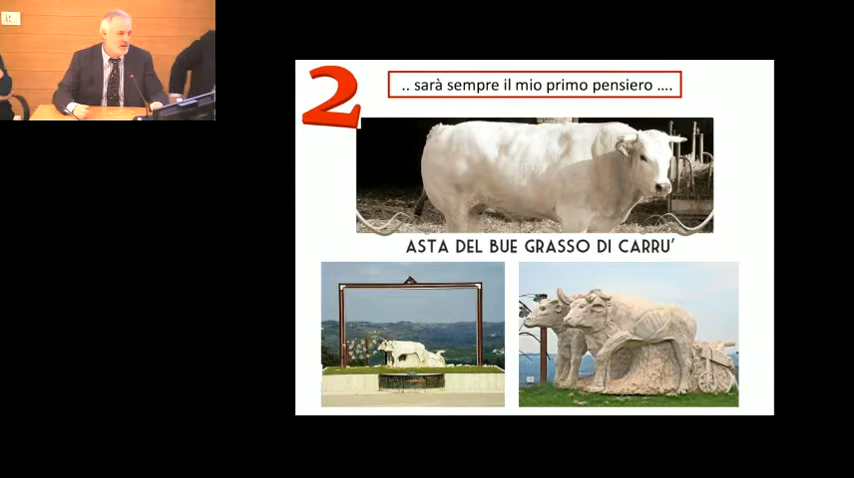 2
.. sarà sempre il mio primo pensiero ....
ASTA DEL BUE GRASSO DI CARRU'